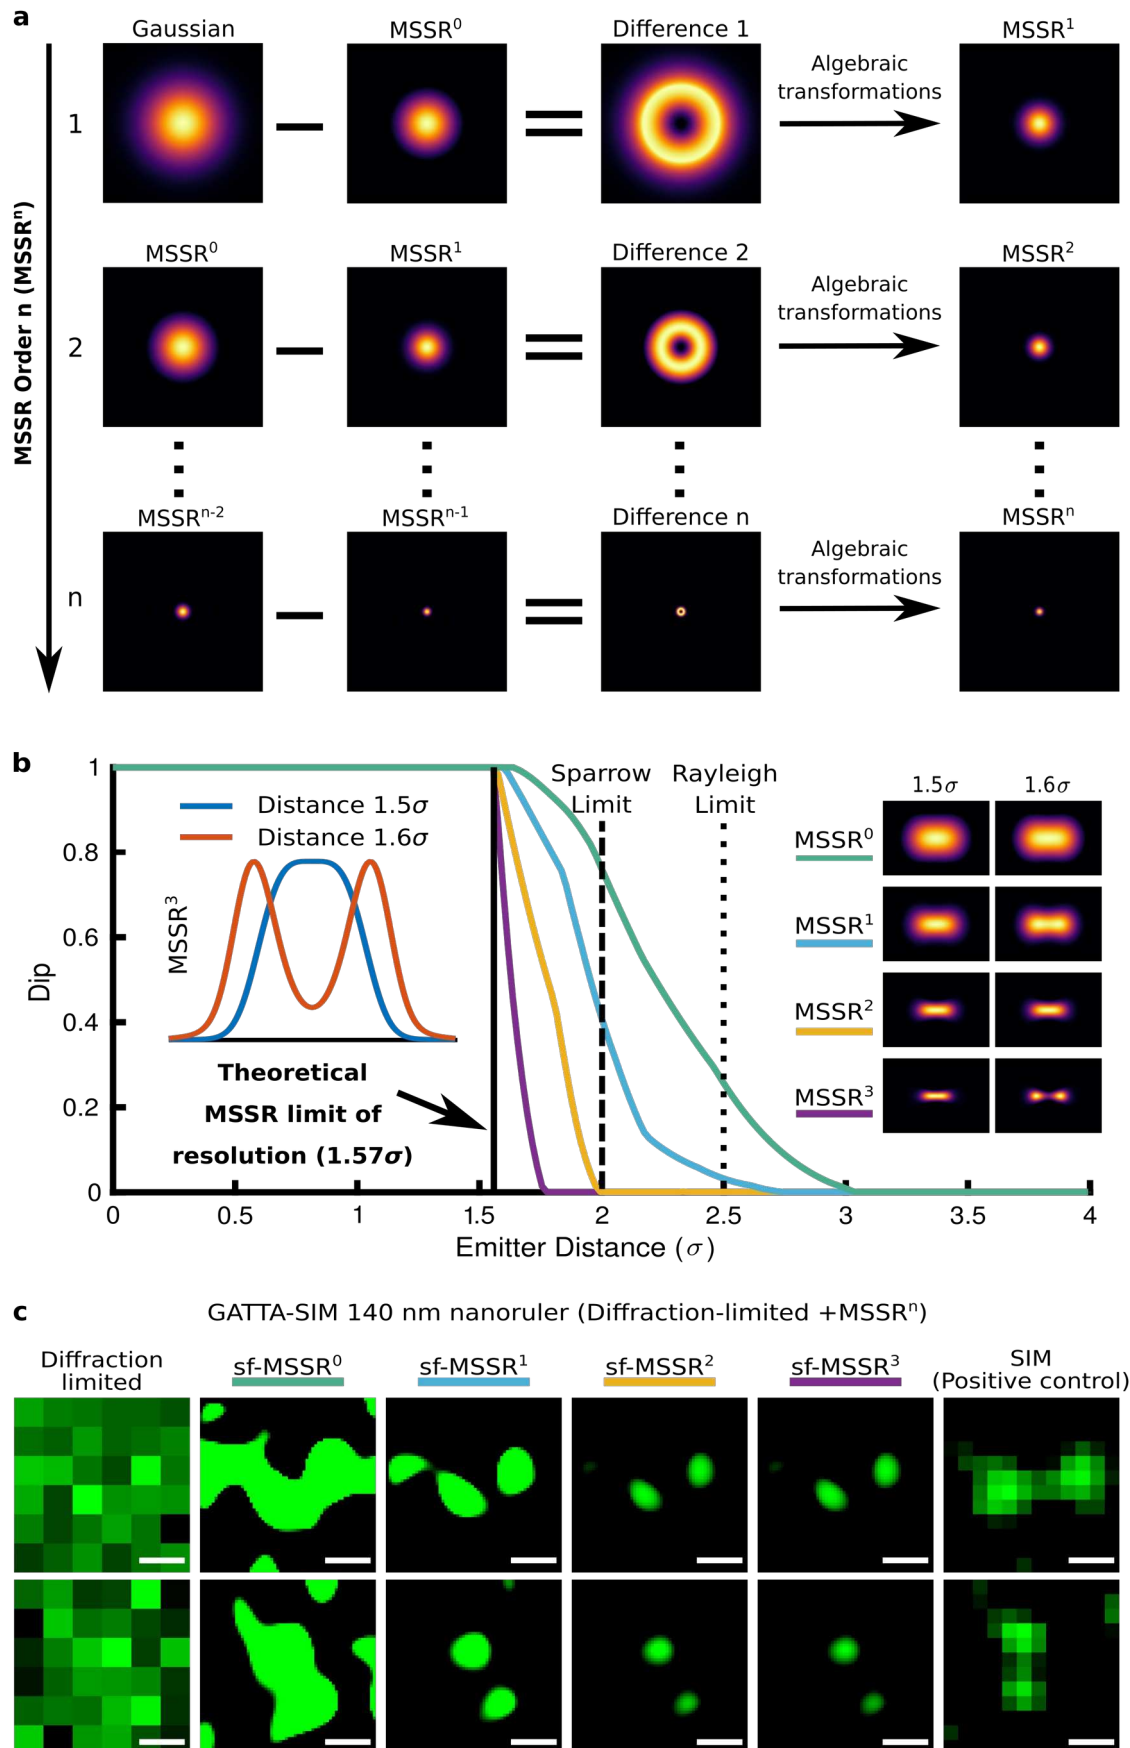 a
Gaussian
MSSR⁰
Difference 1
MSSR¹
1
Algebraic
transformations
MSSR⁰
MSSR¹
Difference 2
MSSR²
2
Algebraic
transformations
MSSRⁿ⁻²
MSSRⁿ⁻¹
Difference n
MSSRⁿ
n
Algebraic
transformations
MSSR Order n (MSSRⁿ)
b
Dip
1
0.8
0.6
0.4
0.2
0
Distance 1.5σ
Distance 1.6σ
MSSR³
Theoretical
MSSR limit of
resolution (1.57σ)
Sparrow
Limit
Rayleigh
Limit
1.5σ
1.6σ
MSSR⁰
MSSR¹
MSSR²
MSSR³
0
0.5
1
1.5
2
2.5
3
3.5
4
Emitter Distance (σ)
c
GATTA-SIM 140 nm nanoruler (Diffraction-limited +MSSRⁿ)
Diffraction
limited
sf-MSSR⁰
sf-MSSR¹
sf-MSSR²
sf-MSSR³
SIM
(Positive control)